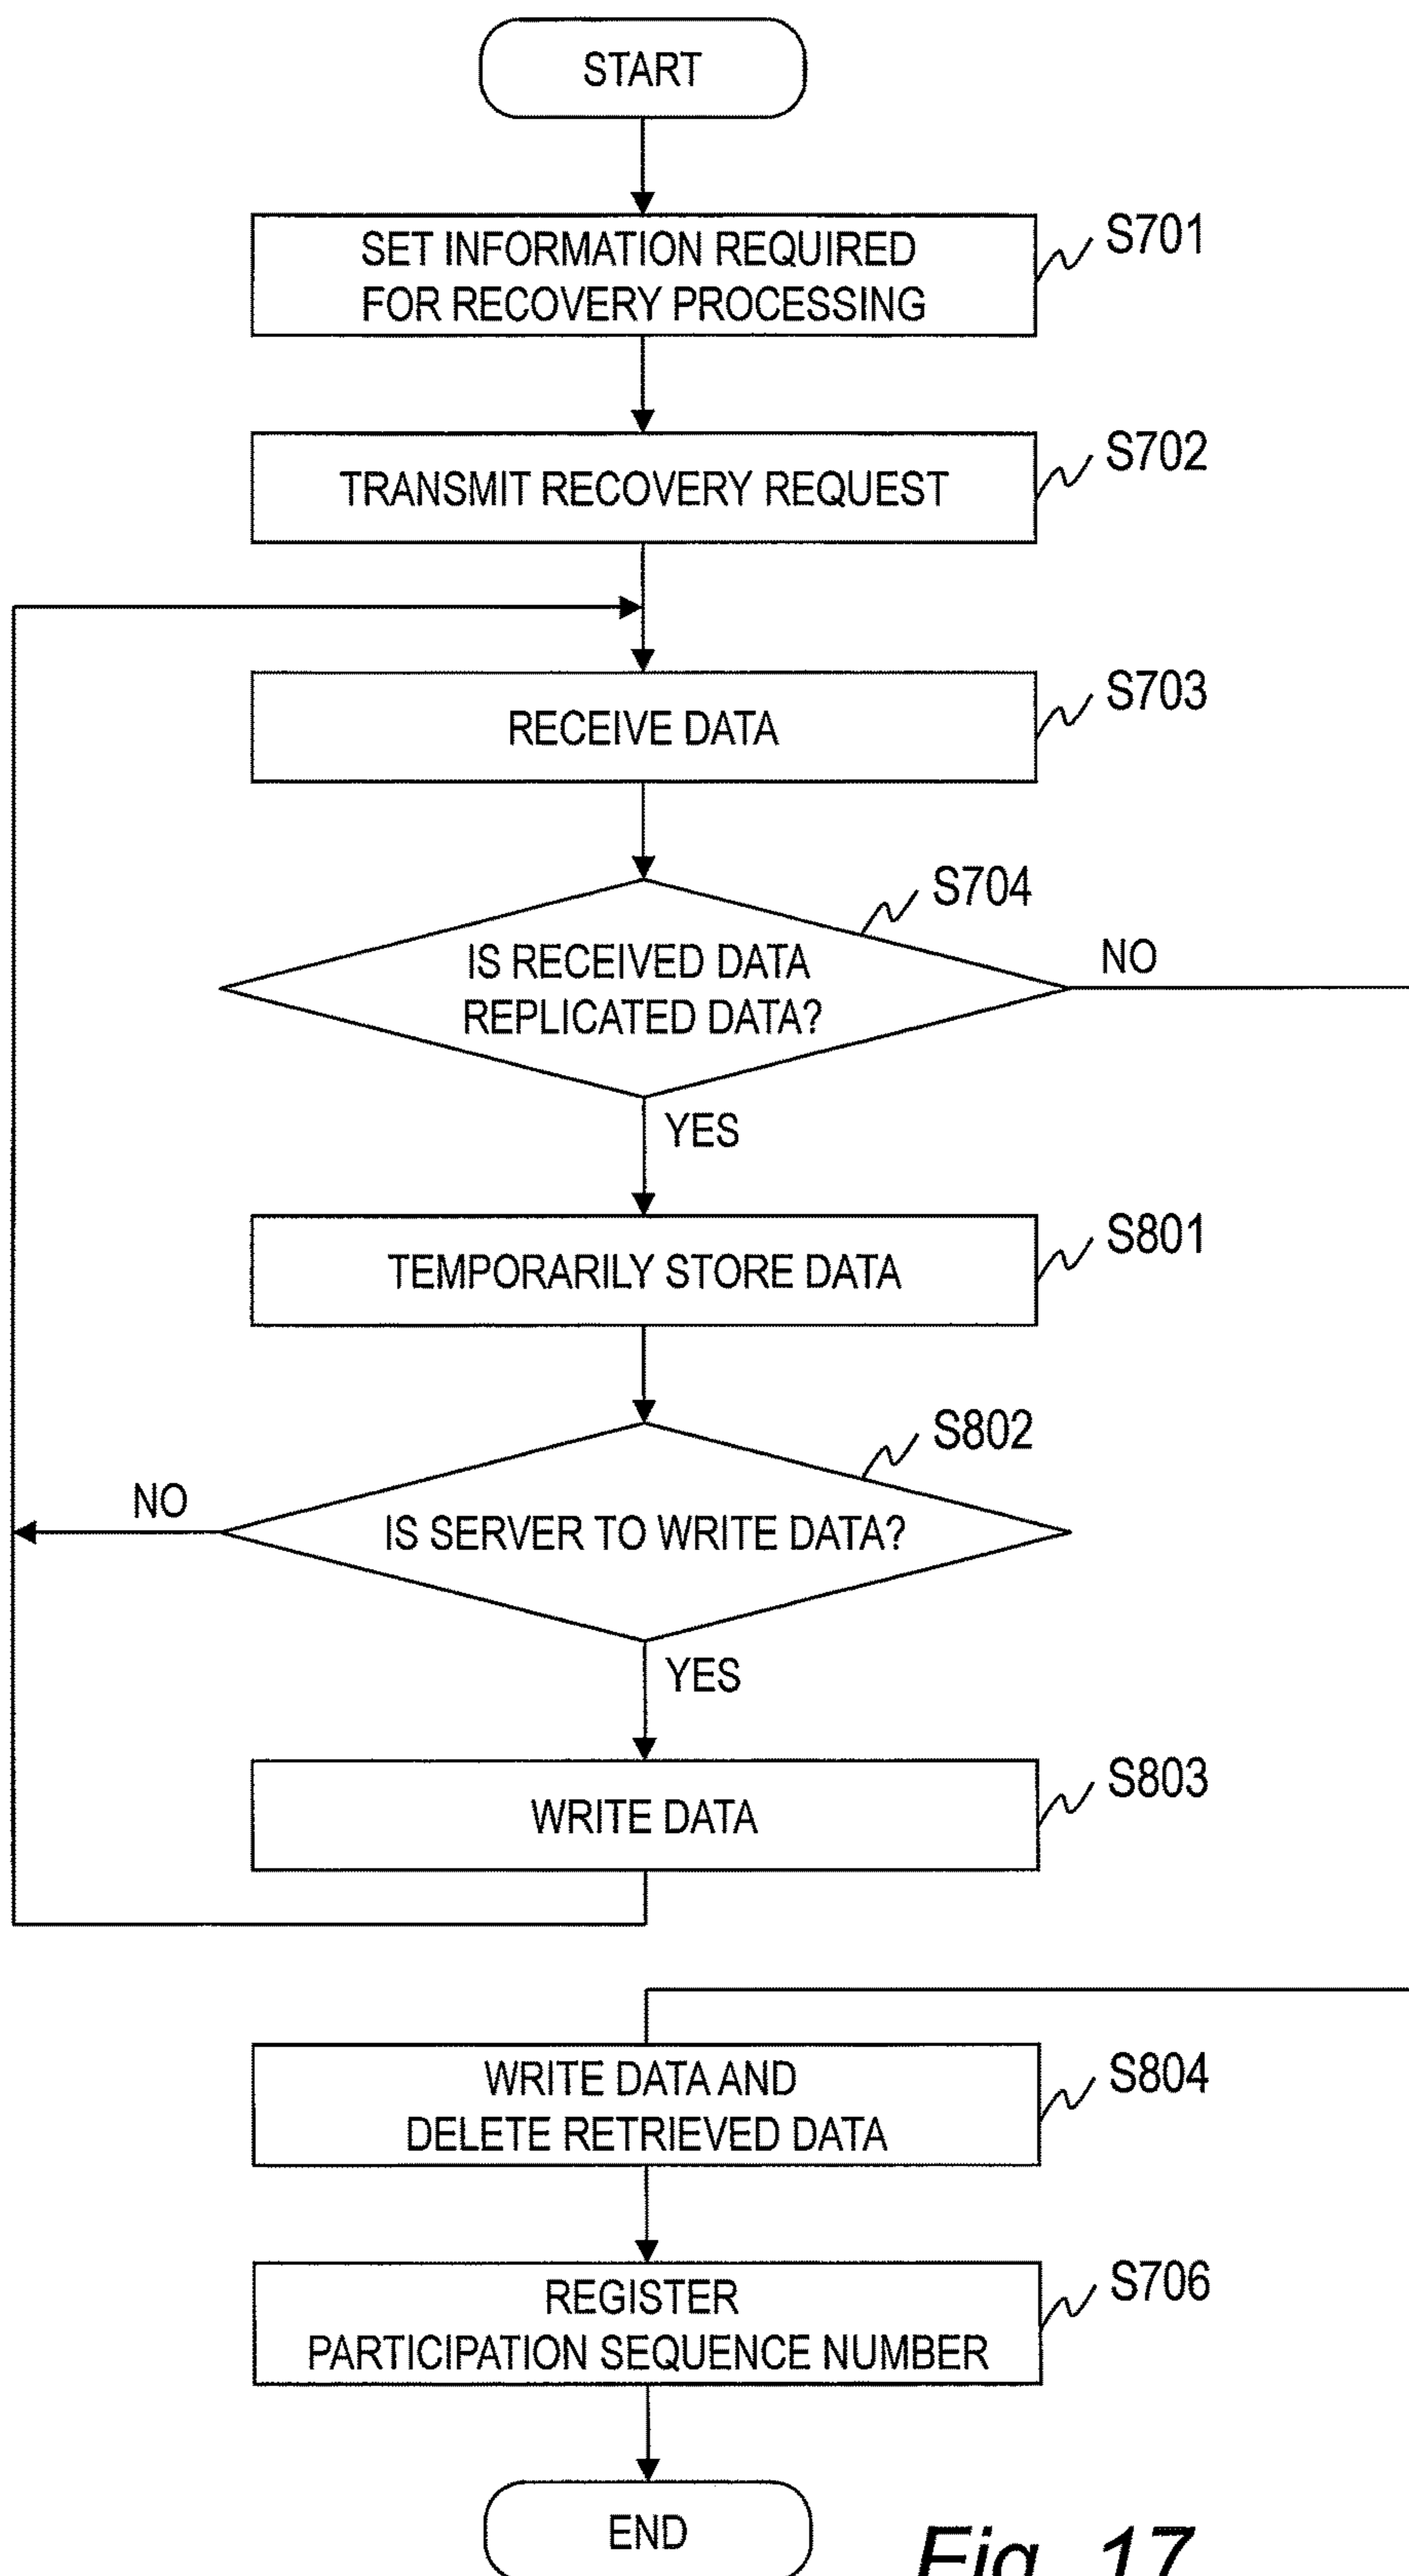 START
SET INFORMATION REQUIRED
FOR RECOVERY PROCESSING
S701
TRANSMIT RECOVERY REQUEST
S702
RECEIVE DATA
S703
IS RECEIVED DATA
REPLICATED DATA?
S704
NO
YES
TEMPORARILY STORE DATA
S801
IS SERVER TO WRITE DATA?
S802
NO
YES
WRITE DATA
S803
WRITE DATA AND
DELETE RETRIEVED DATA
S804
REGISTER
PARTICIPATION SEQUENCE NUMBER
S706
END
Fig. 17